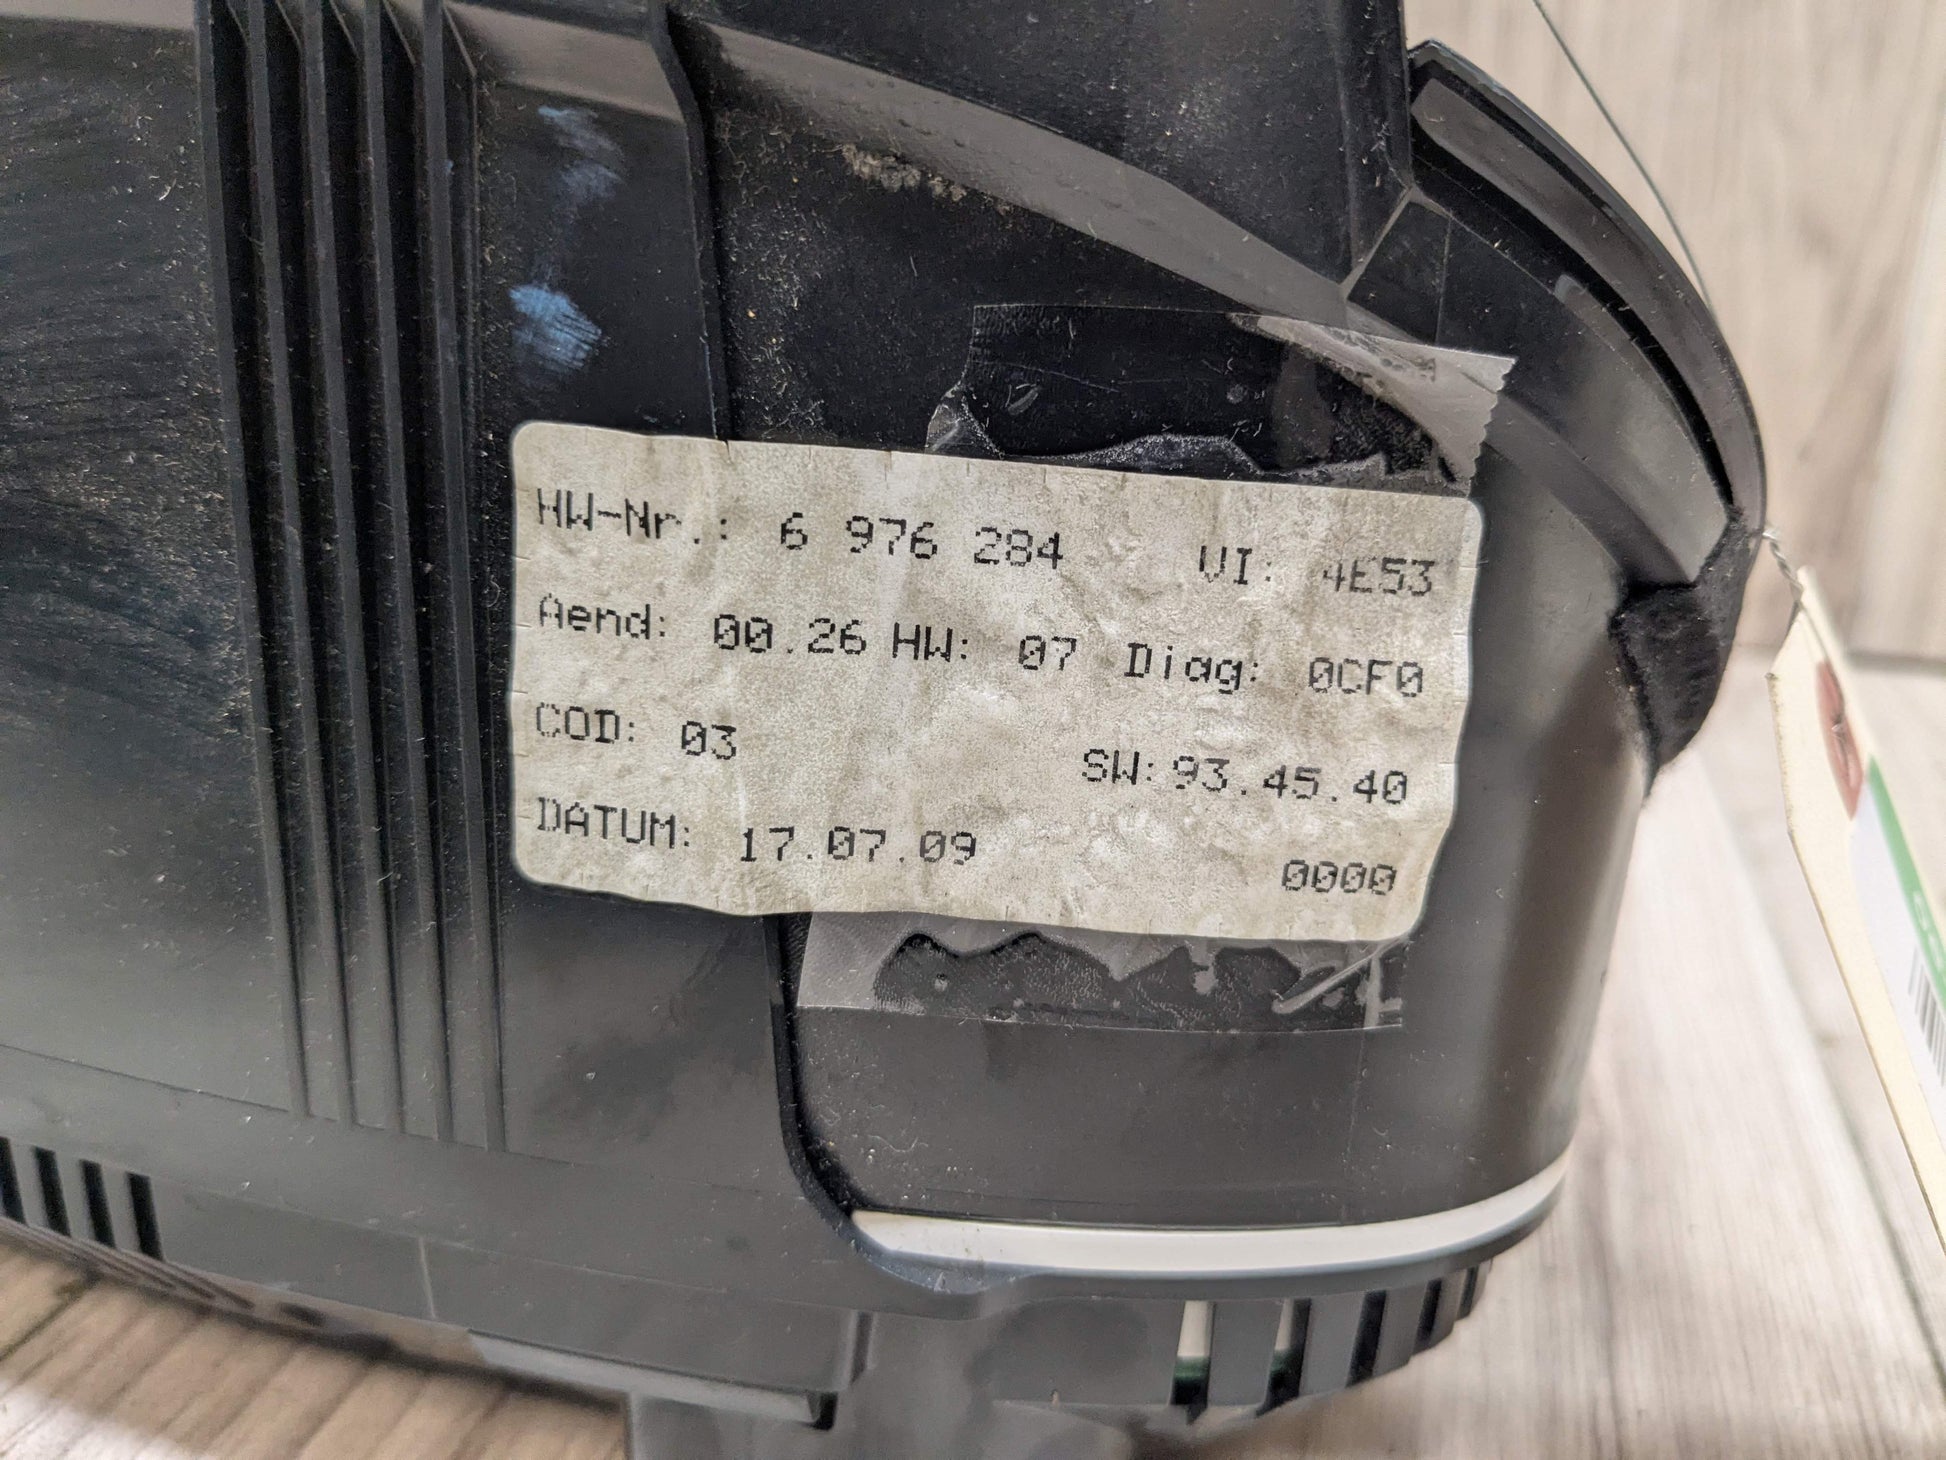 HW-Nr.: 6 976 284 VI: 4E53
Aend: 00.26 HW: 07 Diag: 0CF0
COD: 03 SW: 93.45.40
DATUM: 17.07.09 0000